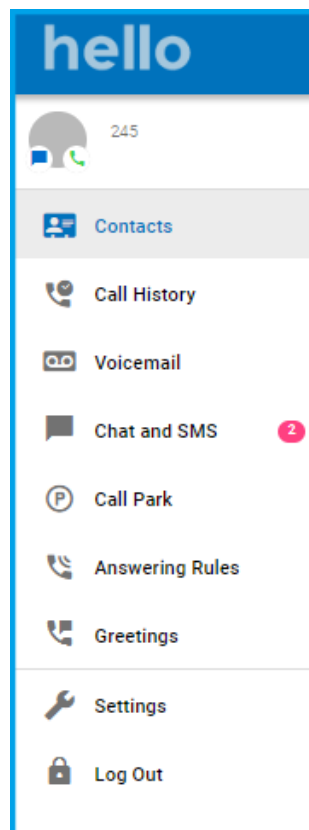 hello
245
Contacts
Call History
Voicemail
Chat and SMS 2
P Call Park
Answering Rules
Greetings
Settings
Log Out